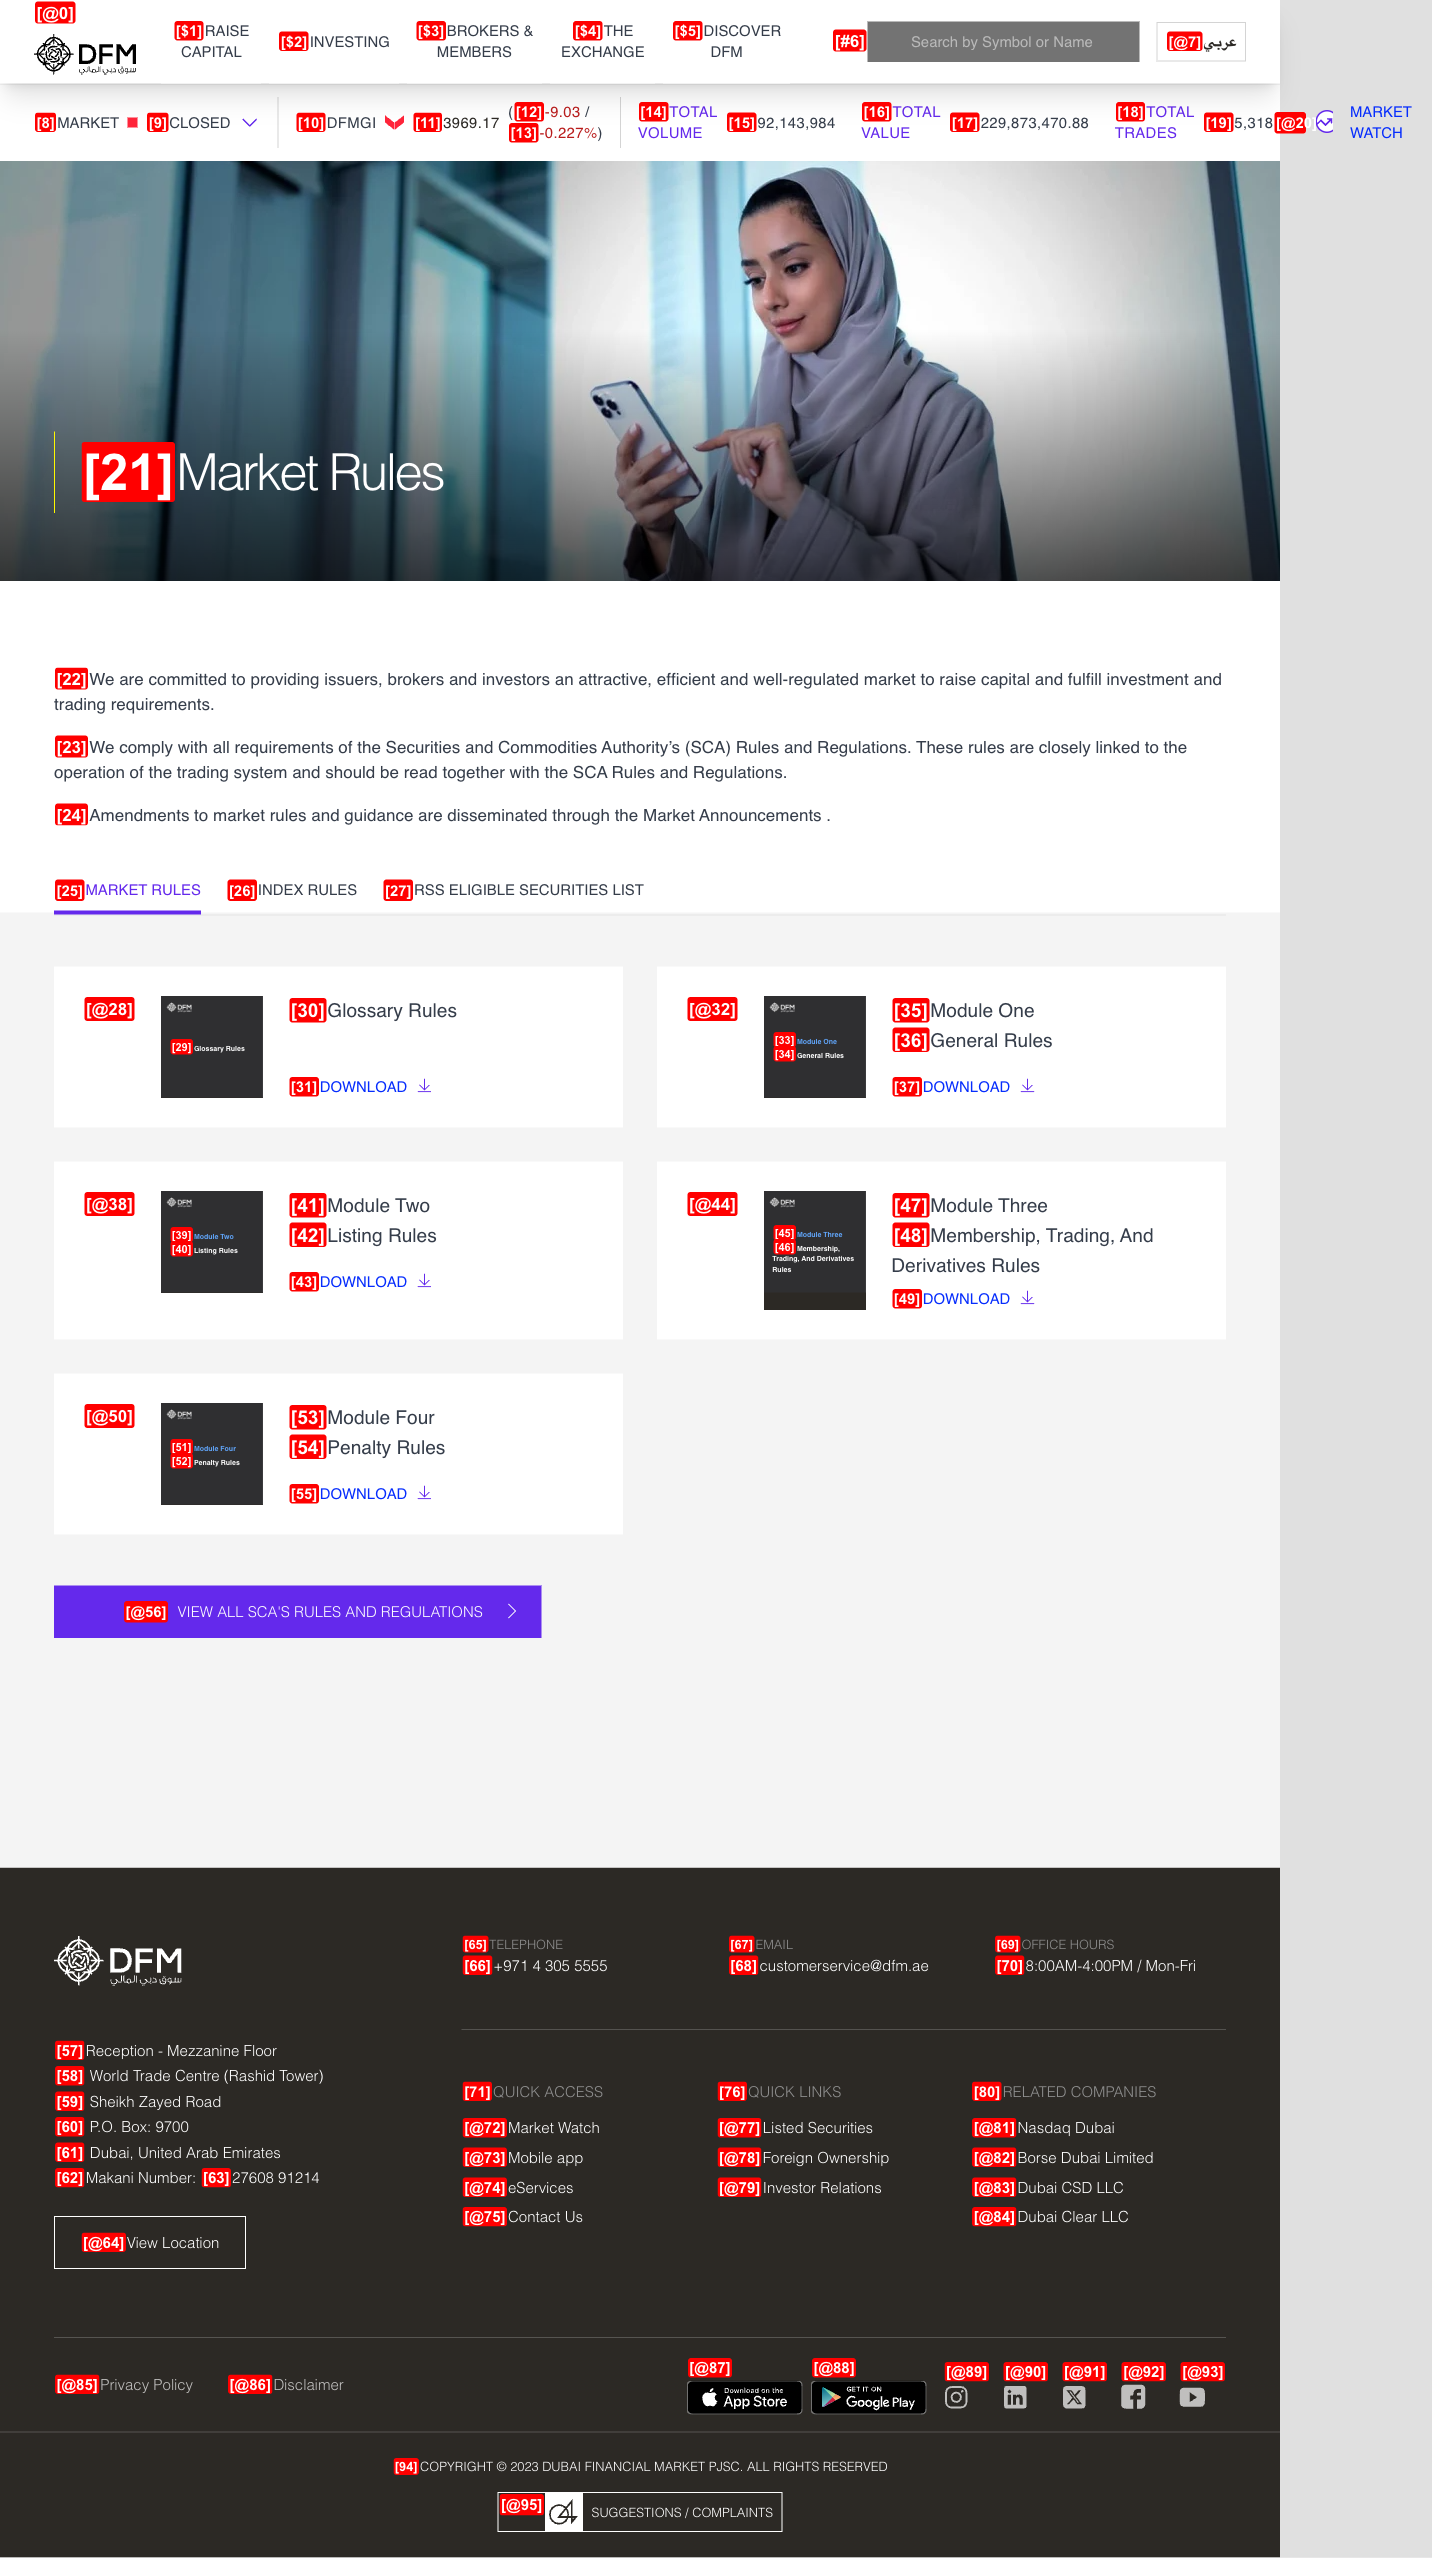 [@0]
DFM
سوق دبي المالي
[$1]RAISE CAPITAL
[$2]INVESTING
[$3]BROKERS & MEMBERS
[$4]THE EXCHANGE
[$5]DISCOVER DFM
[#6] Search by Symbol or Name
[@7]عربي
[8]MARKET [9]CLOSED
[10]DFMGI [11]3969.17 ([12]-9.03 / [13]-0.227%)
[14]TOTAL VOLUME [15]92,143,984
[16]TOTAL VALUE [17]229,873,470.88
[18]TOTAL TRADES [19]5,318
[@20] MARKET WATCH
[21]Market Rules
[22]We are committed to providing issuers, brokers and investors an attractive, efficient and well-regulated market to raise capital and fulfill investment and
trading requirements.
[23]We comply with all requirements of the Securities and Commodities Authority’s (SCA) Rules and Regulations. These rules are closely linked to the
operation of the trading system and should be read together with the SCA Rules and Regulations.
[24]Amendments to market rules and guidance are disseminated through the Market Announcements .
[25]MARKET RULES [26]INDEX RULES [27]RSS ELIGIBLE SECURITIES LIST
[@28]
DFM
[29] Glossary Rules
[30]Glossary Rules
[31]DOWNLOAD
[@32]
DFM
[33] Module One
[34] General Rules
[35]Module One
[36]General Rules
[37]DOWNLOAD
[@38]
DFM
[39] Module Two
[40] Listing Rules
[41]Module Two
[42]Listing Rules
[43]DOWNLOAD
[@44]
DFM
[45] Module Three
[46] Membership,
Trading, And Derivatives
Rules
[47]Module Three
[48]Membership, Trading, And
Derivatives Rules
[49]DOWNLOAD
[@50]
DFM
[51] Module Four
[52] Penalty Rules
[53]Module Four
[54]Penalty Rules
[55]DOWNLOAD
[@56] VIEW ALL SCA'S RULES AND REGULATIONS
DFM
سوق دبي المالي
[57]Reception - Mezzanine Floor
[58] World Trade Centre (Rashid Tower)
[59] Sheikh Zayed Road
[60] P.O. Box: 9700
[61] Dubai, United Arab Emirates
[62]Makani Number: [63]27608 91214
[@64]View Location
[65]TELEPHONE
[66]+971 4 305 5555
[67]EMAIL
[68]customerservice@dfm.ae
[69]OFFICE HOURS
[70]8:00AM-4:00PM / Mon-Fri
[71]QUICK ACCESS
[@72]Market Watch
[@73]Mobile app
[@74]eServices
[@75]Contact Us
[76]QUICK LINKS
[@77]Listed Securities
[@78]Foreign Ownership
[@79]Investor Relations
[80]RELATED COMPANIES
[@81]Nasdaq Dubai
[@82]Borse Dubai Limited
[@83]Dubai CSD LLC
[@84]Dubai Clear LLC
[@85]Privacy Policy [@86]Disclaimer
[@87]
Download on the
App Store
[@88]
GET IT ON
Google Play
[@89] [@90] [@91] [@92] [@93]
[94]COPYRIGHT © 2023 DUBAI FINANCIAL MARKET PJSC. ALL RIGHTS RESERVED
[@95] 04 SUGGESTIONS / COMPLAINTS